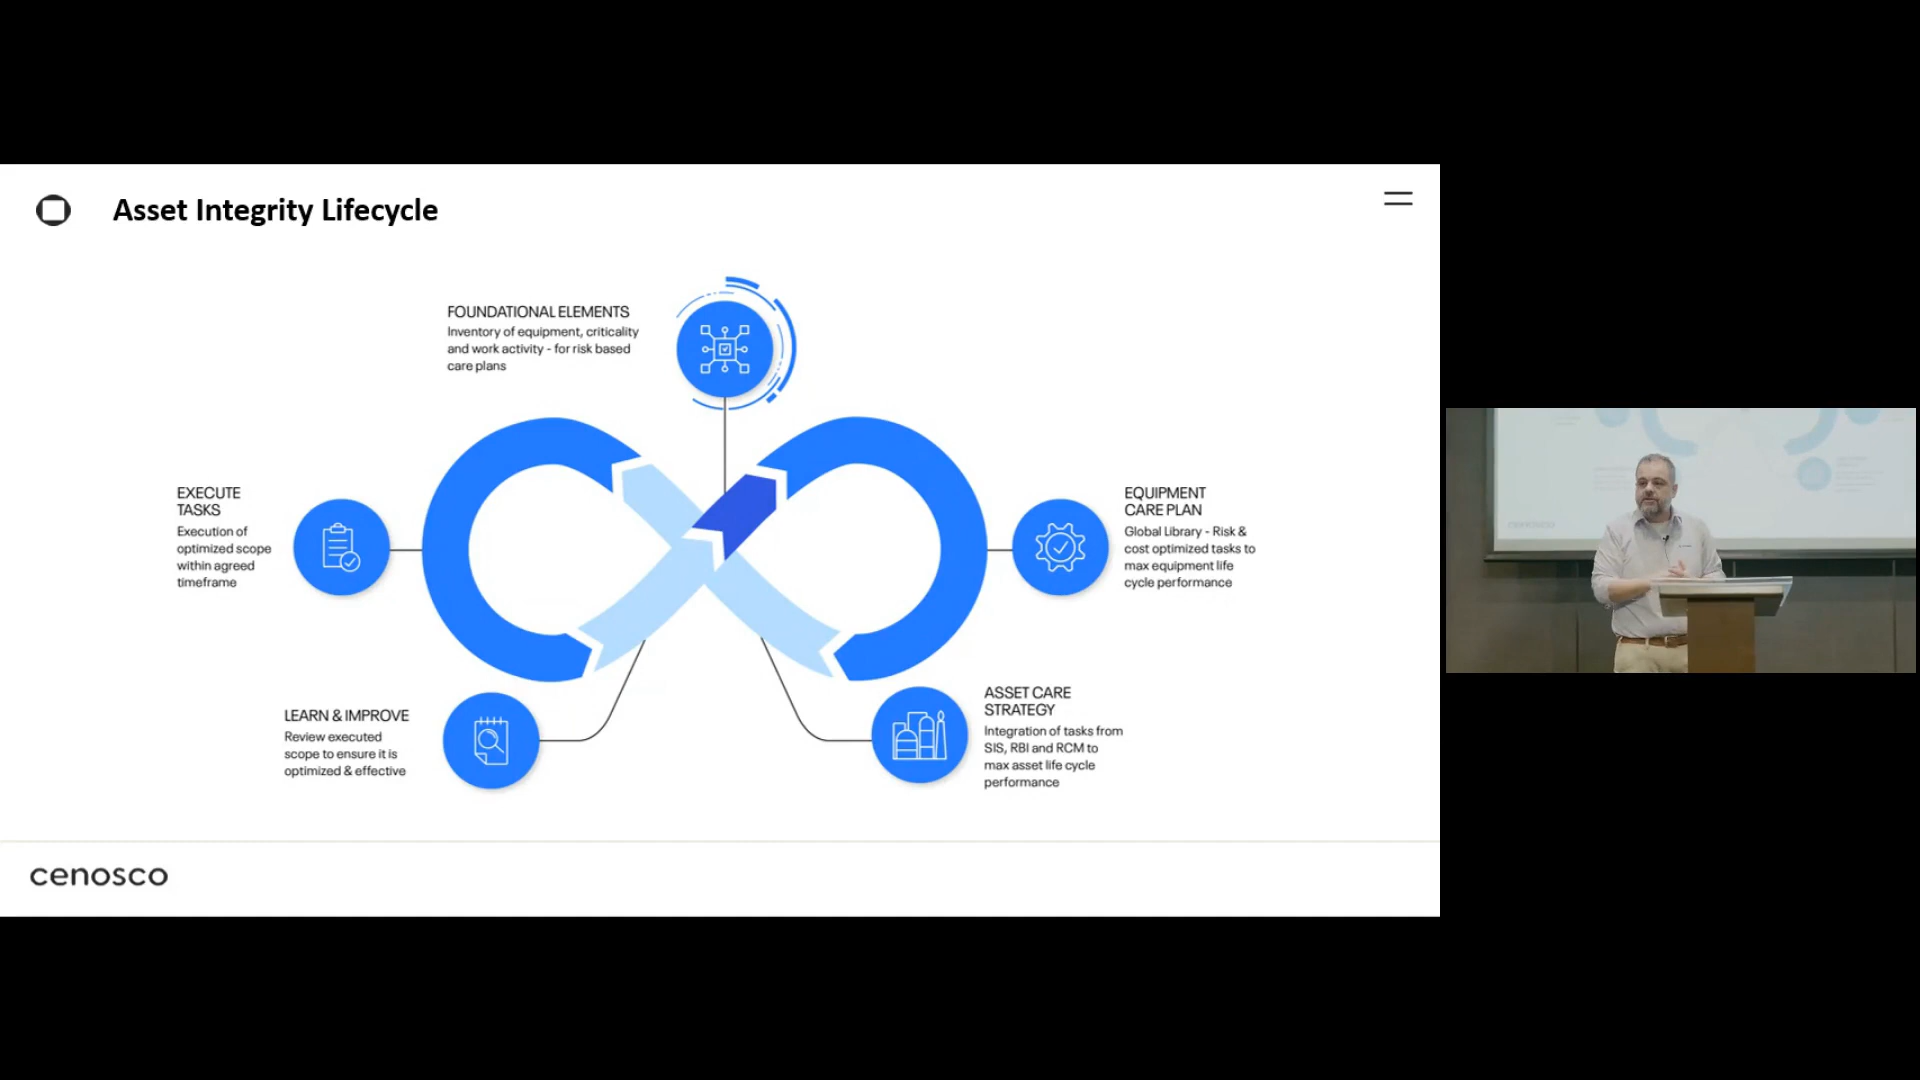 Asset Integrity Lifecycle
FOUNDATIONAL ELEMENTS
Inventory of equipment, criticality
and work activity - for risk based
care plans
EXECUTE
TASKS
Execution of
optimized scope
within agreed
timeframe
EQUIPMENT
CARE PLAN
Global Library - Risk &
cost optimized tasks to
max equipment life
cycle performance
LEARN & IMPROVE
Review executed
scope to ensure it is
optimized & effective
ASSET CARE
STRATEGY
Integration of tasks from
SIS, RBI and RCM to
max asset life cycle
performance
cenosco